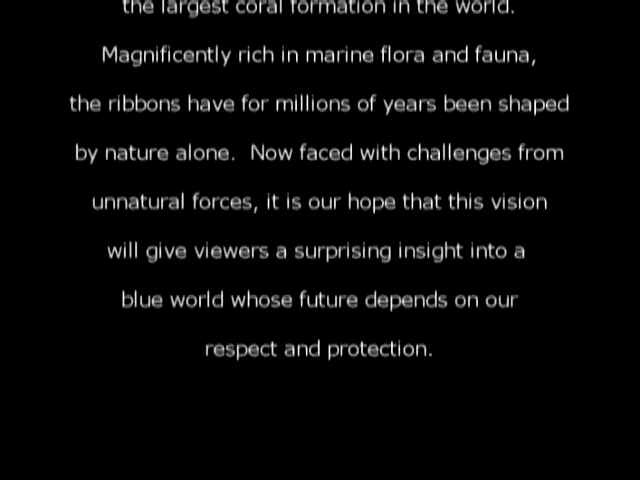 the largest coral formation in the world.
Magnificently rich in marine flora and fauna,
the ribbons have for millions of years been shaped
by nature alone.  Now faced with challenges from
unnatural forces, it is our hope that this vision
will give viewers a surprising insight into a
blue world whose future depends on our
respect and protection.